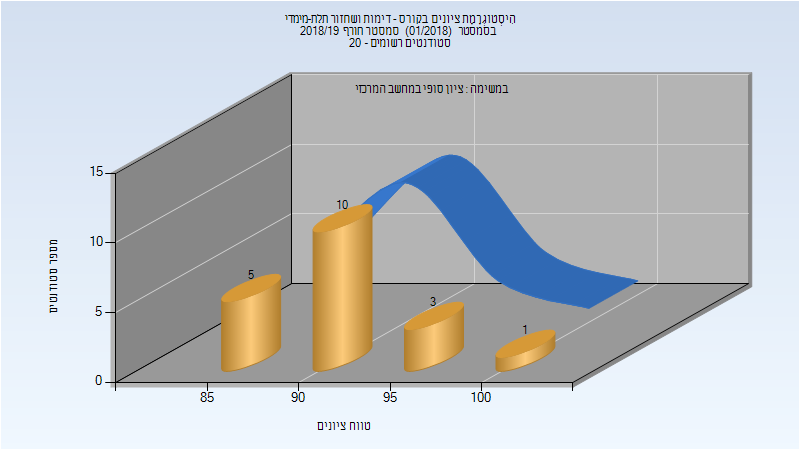 היסטוגרמת ציונים בקורס - דימות ושחזור תלת-מימדי
בסמסטר (01/2018) סמסטר חורף 2018/19
סטודנטים רשומים - 20
במשימה : ציון סופי במחשב המרכזי
15
10
5
0
מספר סטודנטים
5
10
3
1
85
90
95
100
טווח ציונים